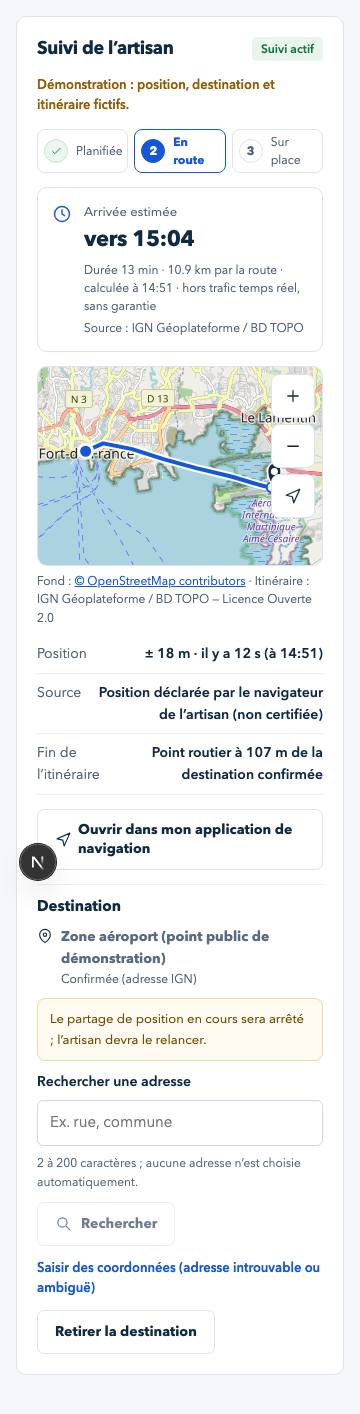 Suivi de l’artisan
Suivi actif
Démonstration : position, destination et
itinéraire fictifs.
Planifiée
2
En
route
3
Sur
place
Arrivée estimée
vers 15:04
Durée 13 min · 10.9 km par la route ·
calculée à 14:51 · hors trafic temps réel,
sans garantie
Source : IGN Géoplateforme / BD TOPO
N 3
D 13
Le Lamentin
Fort-d
France
Martinique
Aimé Césaire
Fond : © OpenStreetMap contributors · Itinéraire :
IGN Géoplateforme / BD TOPO — Licence Ouverte
2.0
Position
± 18 m · il y a 12 s (à 14:51)
Source
Position déclarée par le navigateur
de l’artisan (non certifiée)
Fin de
l’itinéraire
Point routier à 107 m de la
destination confirmée
Ouvrir dans mon application de
navigation
N
Destination
Zone aéroport (point public de
démonstration)
Confirmée (adresse IGN)
Le partage de position en cours sera arrêté
; l’artisan devra le relancer.
Rechercher une adresse
Ex. rue, commune
2 à 200 caractères ; aucune adresse n’est choisie
automatiquement.
Rechercher
Saisir des coordonnées (adresse introuvable ou
ambiguë)
Retirer la destination